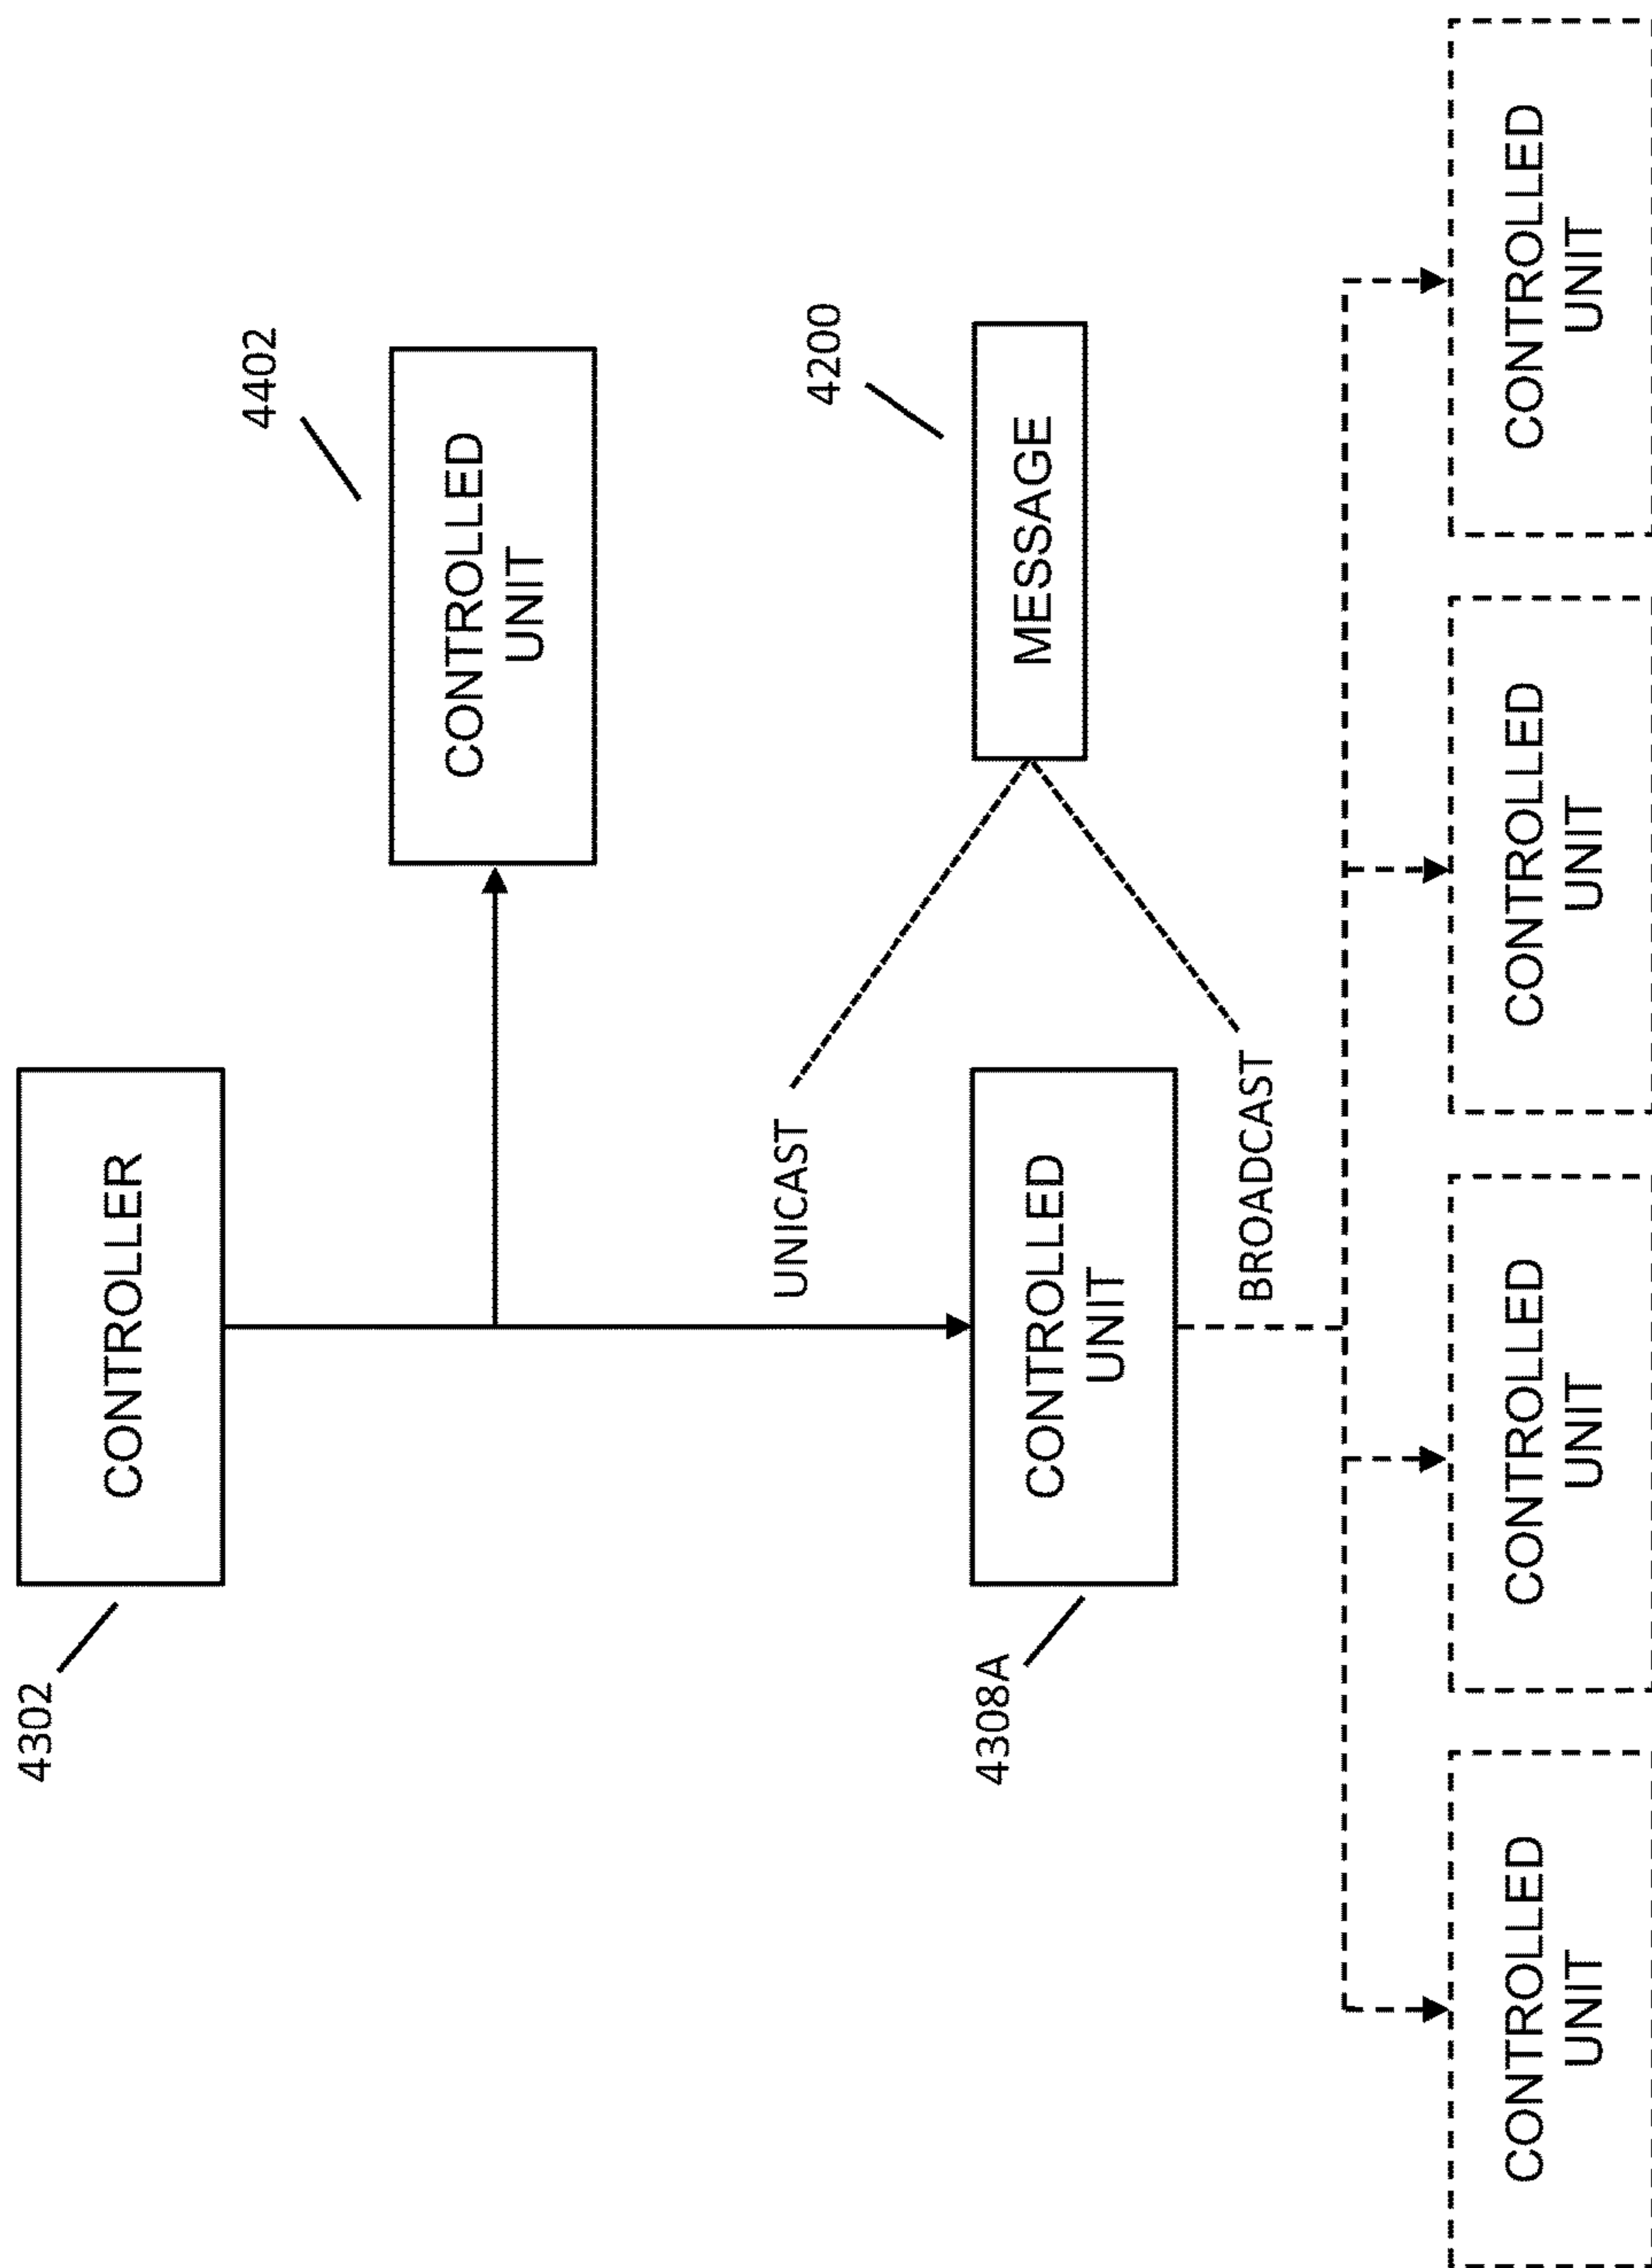 4302
CONTROLLER
4402
CONTROLLED
UNIT
UNICAST
4200
MESSAGE
4308A
CONTROLLED
UNIT
BROADCAST
CONTROLLED
UNIT
CONTROLLED
UNIT
CONTROLLED
UNIT
CONTROLLED
UNIT